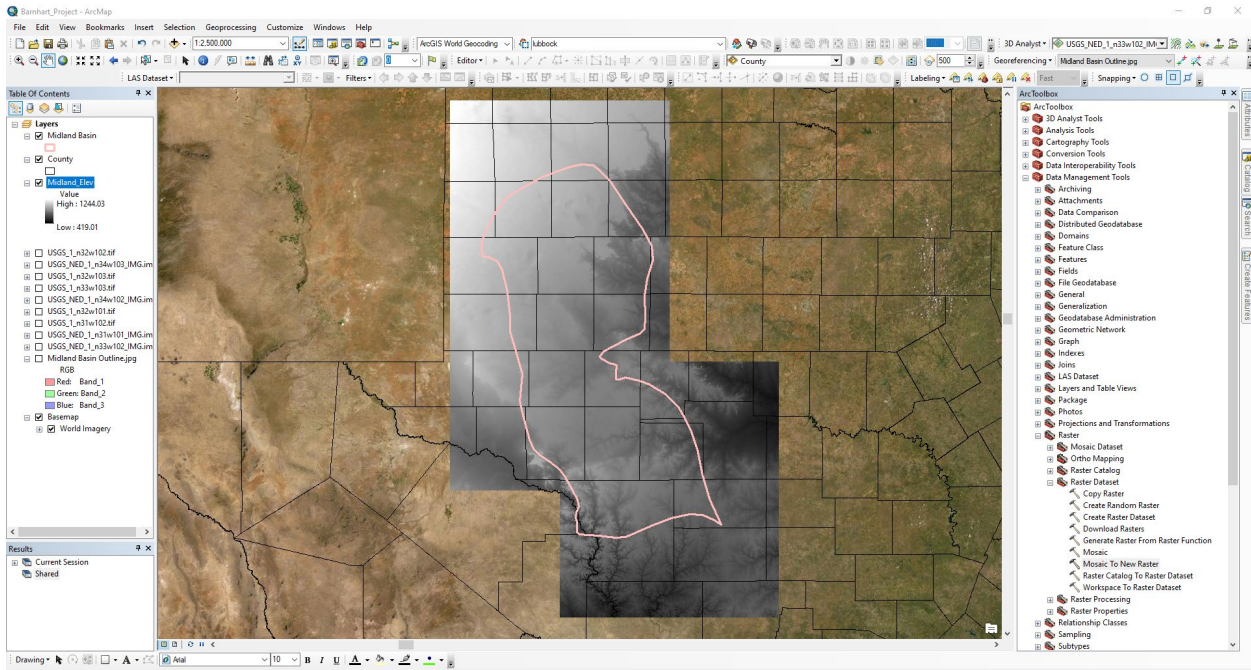 Barnhart_Project - ArcMap
File Edit View Bookmarks Insert Selection Geoprocessing Customize Windows Help
1:2,500,000 ArcGIS World Geocoding lubbock 3D Analyst USGS_NED_1_n33w102_IM
Editor County 500 Georeferencing Midland Basin Outline.jpg
LAS Dataset Filters Labeling Fast Snapping
Table Of Contents
Layers
Midland Basin
County
Midland_Elev
Value
High : 1244.03
Low : 419.01
USGS_1_n32w102.tif
USGS_NED_1_n34w103_IMG.im
USGS_1_n32w103.tif
USGS_1_n33w103.tif
USGS_NED_1_n34w102_IMG.im
USGS_1_n32w101.tif
USGS_1_n31w102.tif
USGS_NED_1_n31w101_IMG.im
USGS_NED_1_n33w102_IMG.im
Midland Basin Outline.jpg
RGB
Red: Band_1
Green: Band_2
Blue: Band_3
Basemap
World Imagery
Results
Current Session
Shared
ArcToolbox
ArcToolbox
3D Analyst Tools
Analysis Tools
Cartography Tools
Conversion Tools
Data Interoperability Tools
Data Management Tools
Archiving
Attachments
Data Comparison
Distributed Geodatabase
Domains
Feature Class
Features
Fields
File Geodatabase
General
Generalization
Geodatabase Administration
Geometric Network
Graph
Indexes
Joins
LAS Dataset
Layers and Table Views
Package
Photos
Projections and Transformations
Raster
Mosaic Dataset
Ortho Mapping
Raster Catalog
Raster Dataset
Copy Raster
Create Random Raster
Create Raster Dataset
Download Rasters
Generate Raster From Raster Function
Mosaic
Mosaic To New Raster
Raster Catalog To Raster Dataset
Workspace To Raster Dataset
Raster Processing
Raster Properties
Relationship Classes
Sampling
Subtypes
Attributes
Catalog
Search
Create Features
Drawing A Arial 10 B I U A